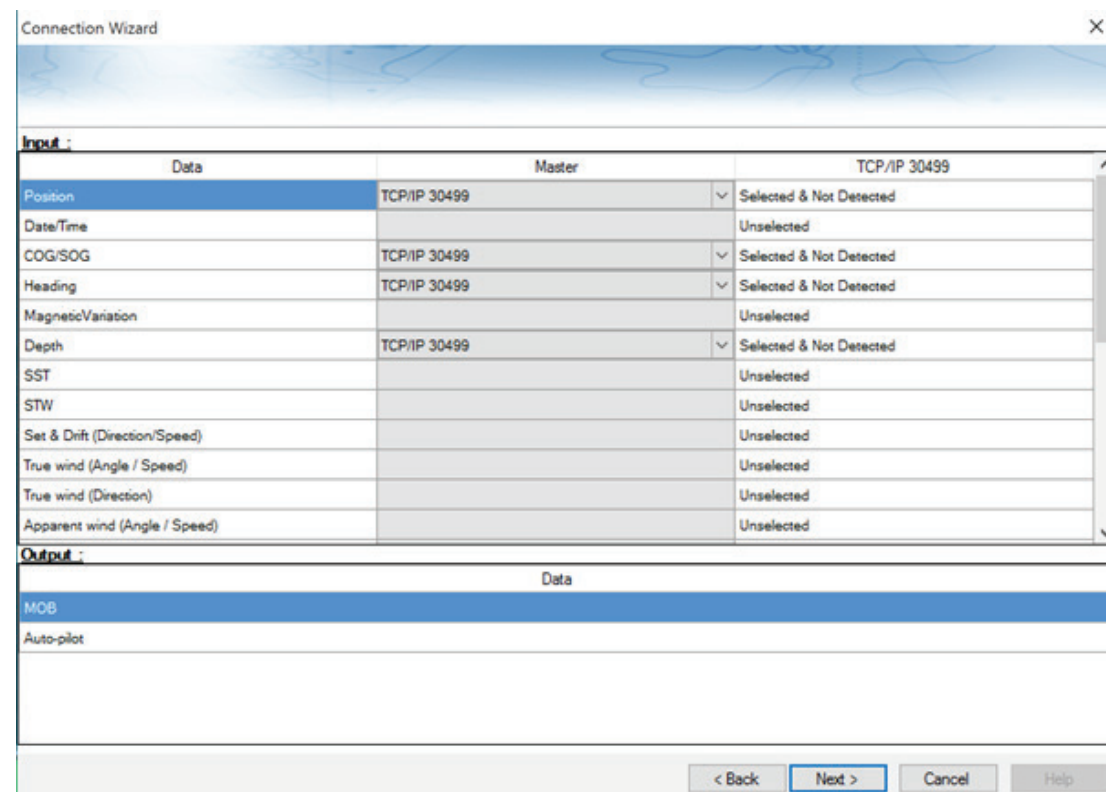 Connection Wizard
Input :
Data Master TCP/IP 30499
Position TCP/IP 30499 Selected & Not Detected
Date/Time Unselected
COG/SOG TCP/IP 30499 Selected & Not Detected
Heading TCP/IP 30499 Selected & Not Detected
MagneticVariation Unselected
Depth TCP/IP 30499 Selected & Not Detected
SST Unselected
STW Unselected
Set & Drift (Direction/Speed) Unselected
True wind (Angle / Speed) Unselected
True wind (Direction) Unselected
Apparent wind (Angle / Speed) Unselected
Output :
Data
MOB
Auto-pilot
< Back Next > Cancel Help